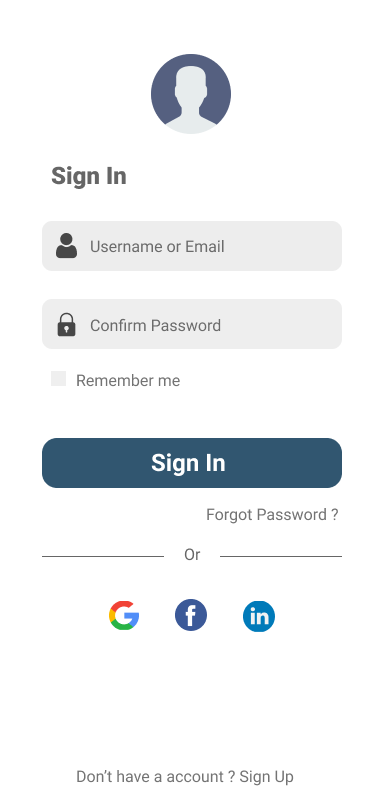 Sign In
Username or Email
Confirm Password
Remember me
Sign In
Forgot Password ?
Or
f
in
Don’t have a account ? Sign Up